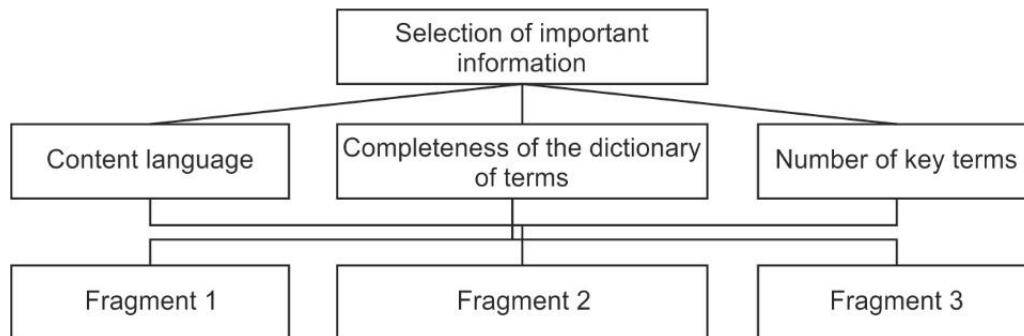 Selection of important
information
Content language
Completeness of the dictionary
of terms
Number of key terms
Fragment 1
Fragment 2
Fragment 3